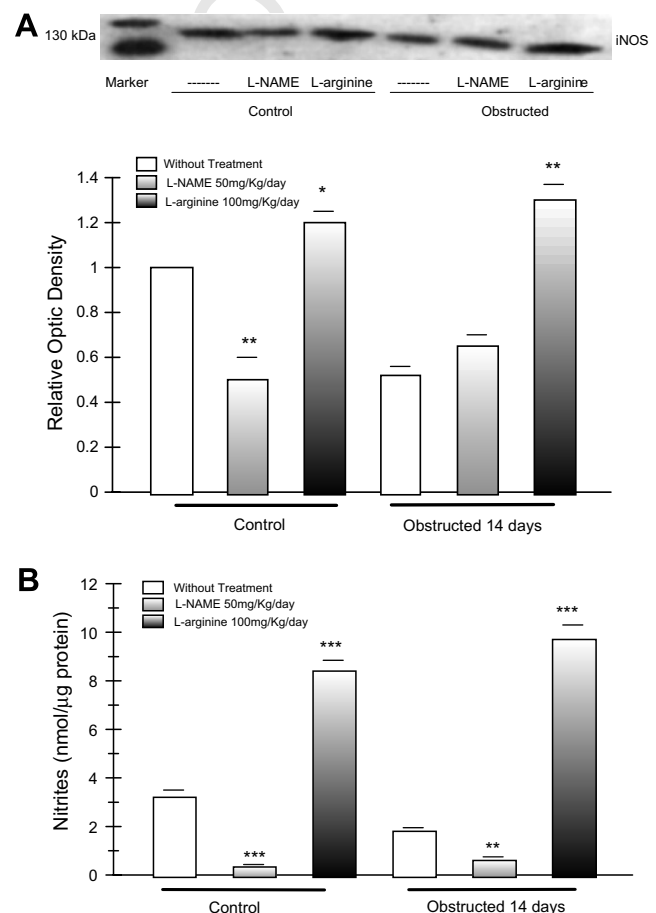 A
130 kDa
iNOS
Marker ------- L-NAME L-arginine ------- L-NAME L-arginine
Control Obstructed
Without Treatment
L-NAME 50mg/Kg/day
L-arginine 100mg/Kg/day
Relative Optic Density
1.4
1.2
1
0.8
0.6
0.4
0.2
0
**
*
**
Control Obstructed 14 days
B
Without Treatment
L-NAME 50mg/Kg/day
L-arginine 100mg/Kg/day
Nitrites (nmol/µg protein)
12
10
8
6
4
2
0
***
***
**
***
Control Obstructed 14 days